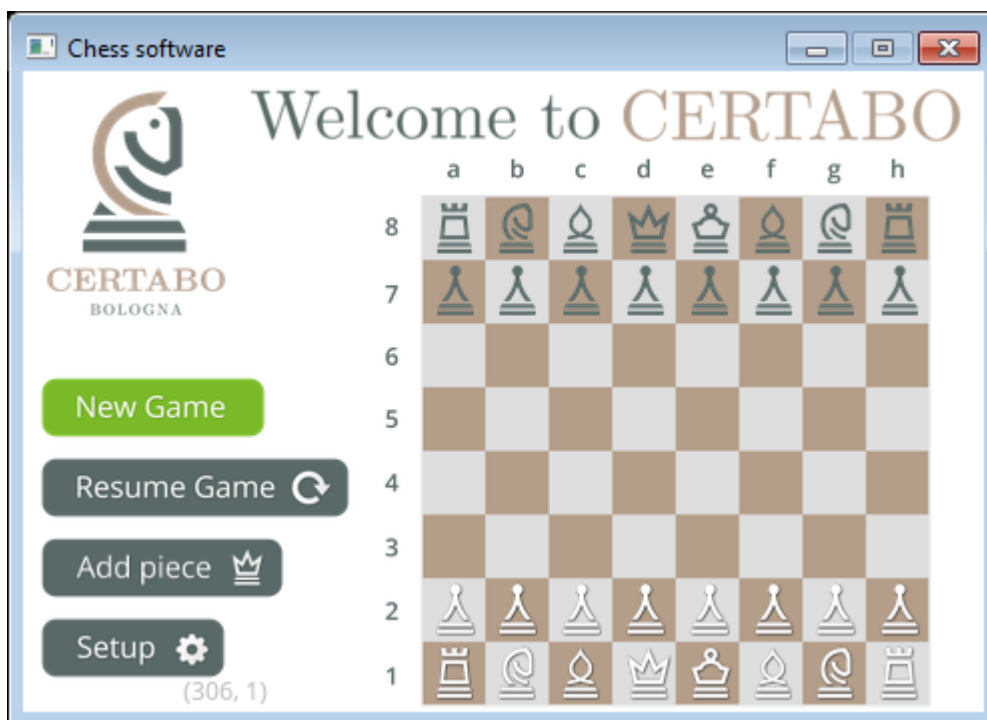 Chess software
Welcome to CERTABO
CERTABO
BOLOGNA
New Game
Resume Game
Add piece
Setup
(306, 1)
a b c d e f g h
8
7
6
5
4
3
2
1